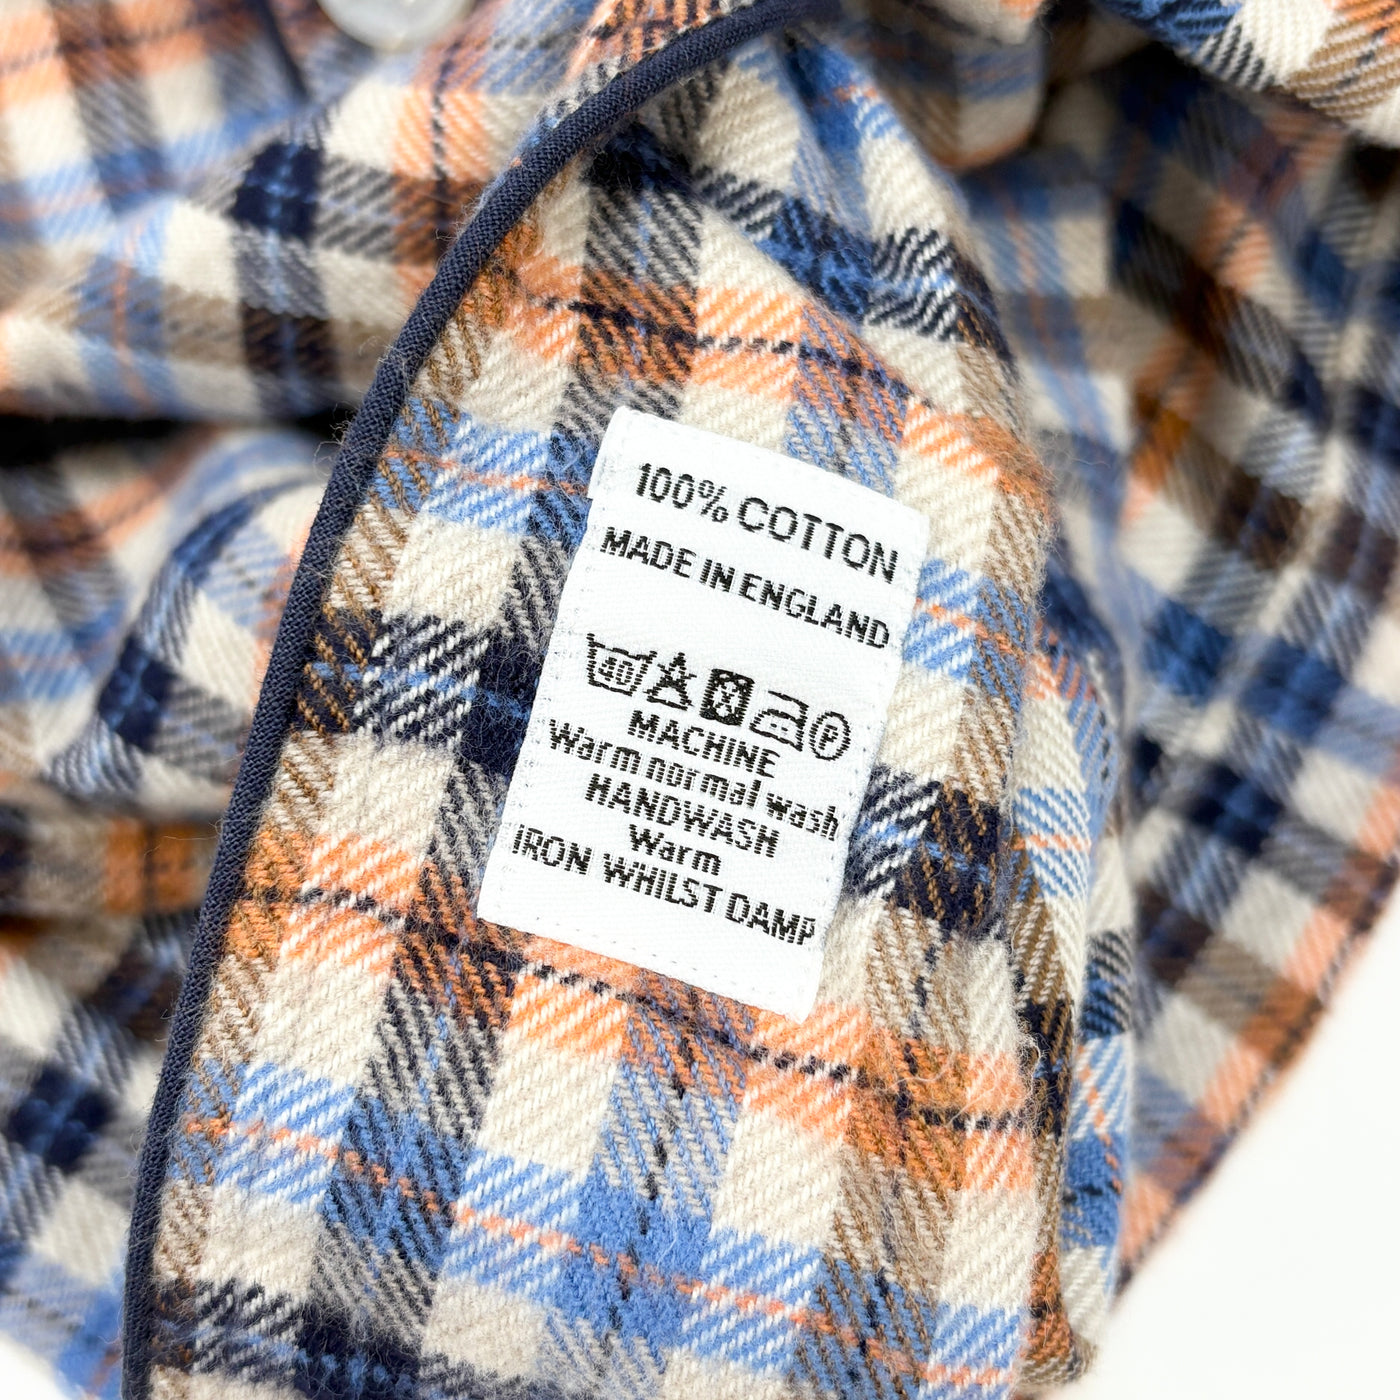 100% COTTON
MADE IN ENGLAND
40 P
MACHINE
Warm normal wash
HANDWASH
Warm
IRON WHILST DAMP